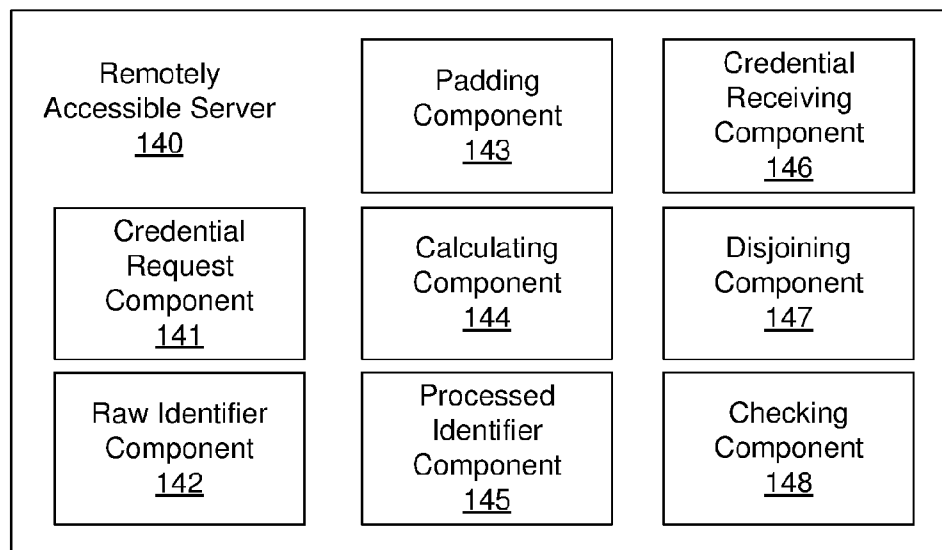 Remotely
Accessible Server
140
Credential
Request
Component
141
Raw Identifier
Component
142
Padding
Component
143
Calculating
Component
144
Processed
Identifier
Component
145
Credential
Receiving
Component
146
Disjoining
Component
147
Checking
Component
148